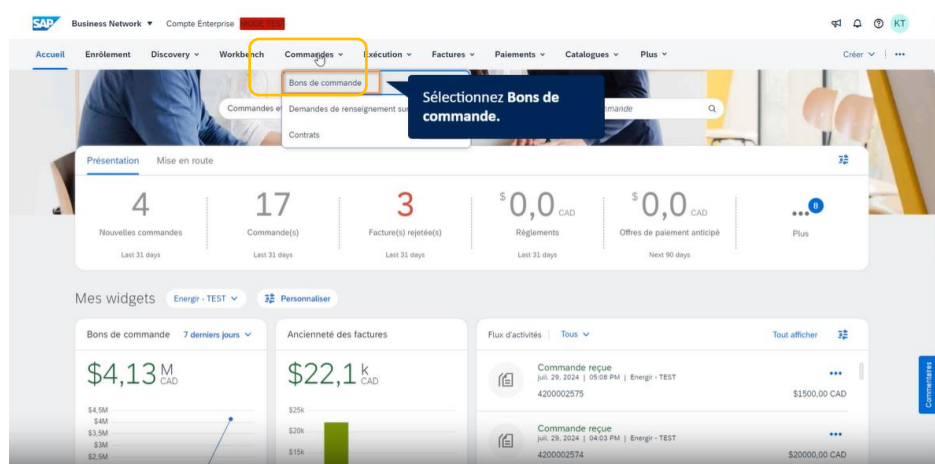 SAP Business Network Compte Enterprise MODE TEST
KT
Accueil Enrôlement Discovery Workbench Commandes Exécution Factures Paiements Catalogues Plus Créer
Bons de commande
Commandes et
Demandes de renseignement sur
Contrats
Sélectionnez Bons de
commande.
Présentation Mise en route
4 17 3 $0,0 CAD $0,0 CAD ... 8
Nouvelles commandes Commande(s) Facture(s) rejetée(s) Règlements Offres de paiement anticipé Plus
Last 31 days Last 31 days Last 31 days Last 31 days Next 90 days
Mes widgets Energir - TEST Personnaliser
Bons de commande 7 derniers jours Ancienneté des factures Flux d'activités Tous Tout afficher
$4,13 M CAD
$22,1 k CAD
Commande reçue
juil. 29, 2024 | 05:08 PM | Energir - TEST
4200002575 $1500,00 CAD
Commande reçue
juil. 29, 2024 | 04:03 PM | Energir - TEST
4200002574 $20000,00 CAD
$4,5M
$4M
$3,5M
$3M
$2,5M
$25k
$20k
$15k
Commentaires